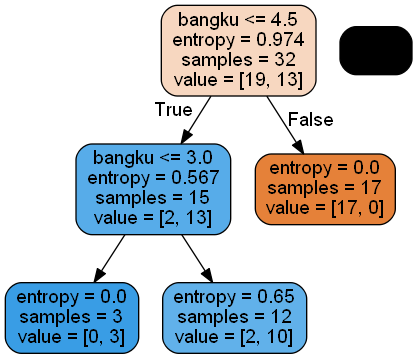 bangku <= 4.5
entropy = 0.974
samples = 32
value = [19, 13]
True
False
bangku <= 3.0
entropy = 0.567
samples = 15
value = [2, 13]
entropy = 0.0
samples = 17
value = [17, 0]
entropy = 0.0
samples = 3
value = [0, 3]
entropy = 0.65
samples = 12
value = [2, 10]